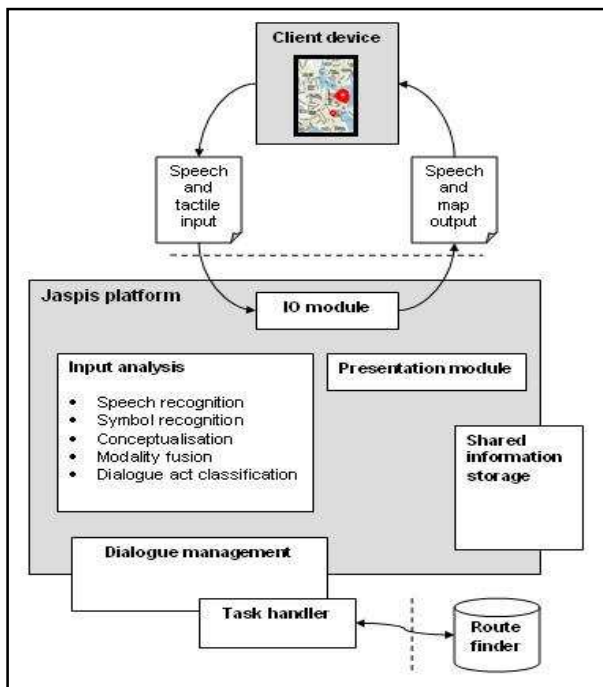 Client device
Speech
and
tactile
input
Speech
and
map
output
Jaspis platform
IO module
Input analysis
• Speech recognition
• Symbol recognition
• Conceptualisation
• Modality fusion
• Dialogue act classification
Presentation module
Shared
information
storage
Dialogue management
Task handler
Route
finder